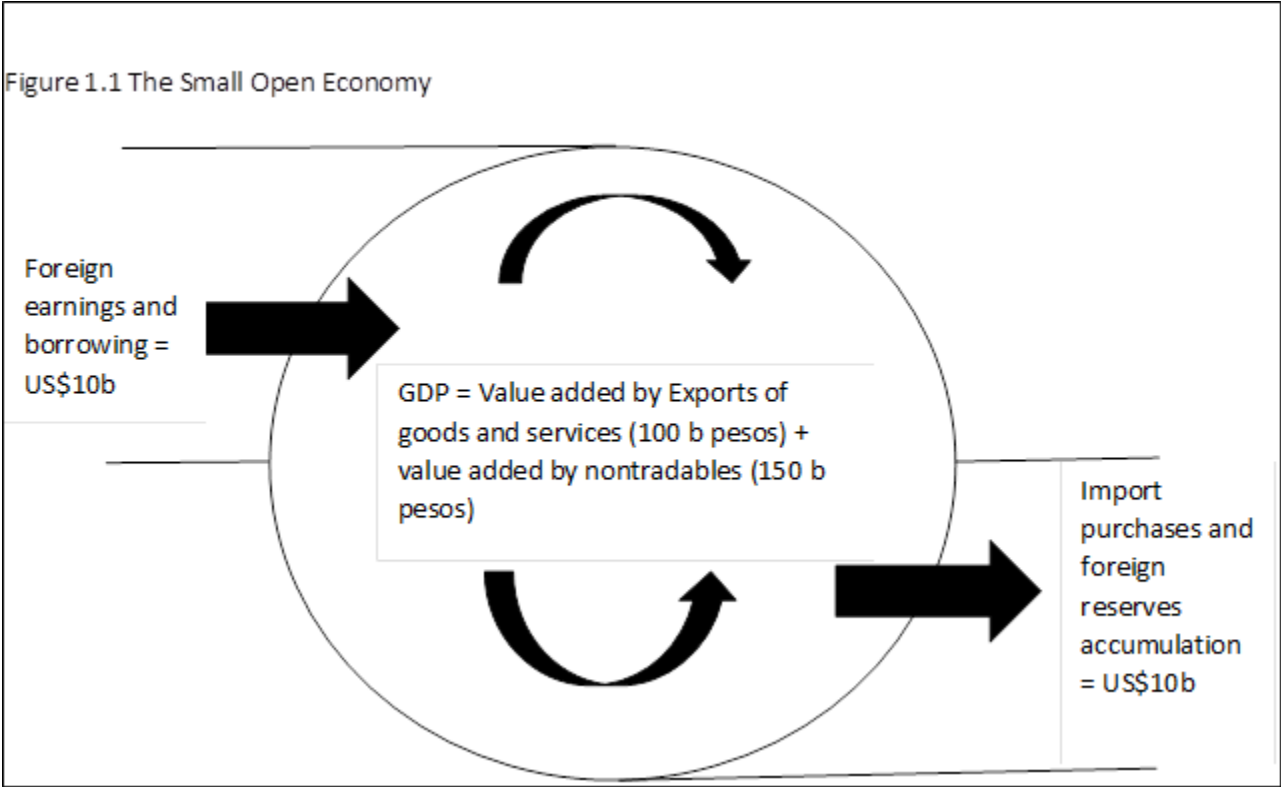 Figure 1.1 The Small Open Economy
Foreign
earnings and
borrowing =
US$10b
GDP = Value added by Exports of
goods and services (100 b pesos) +
value added by nontradables (150 b
pesos)
Import
purchases and
foreign
reserves
accumulation
= US$10b